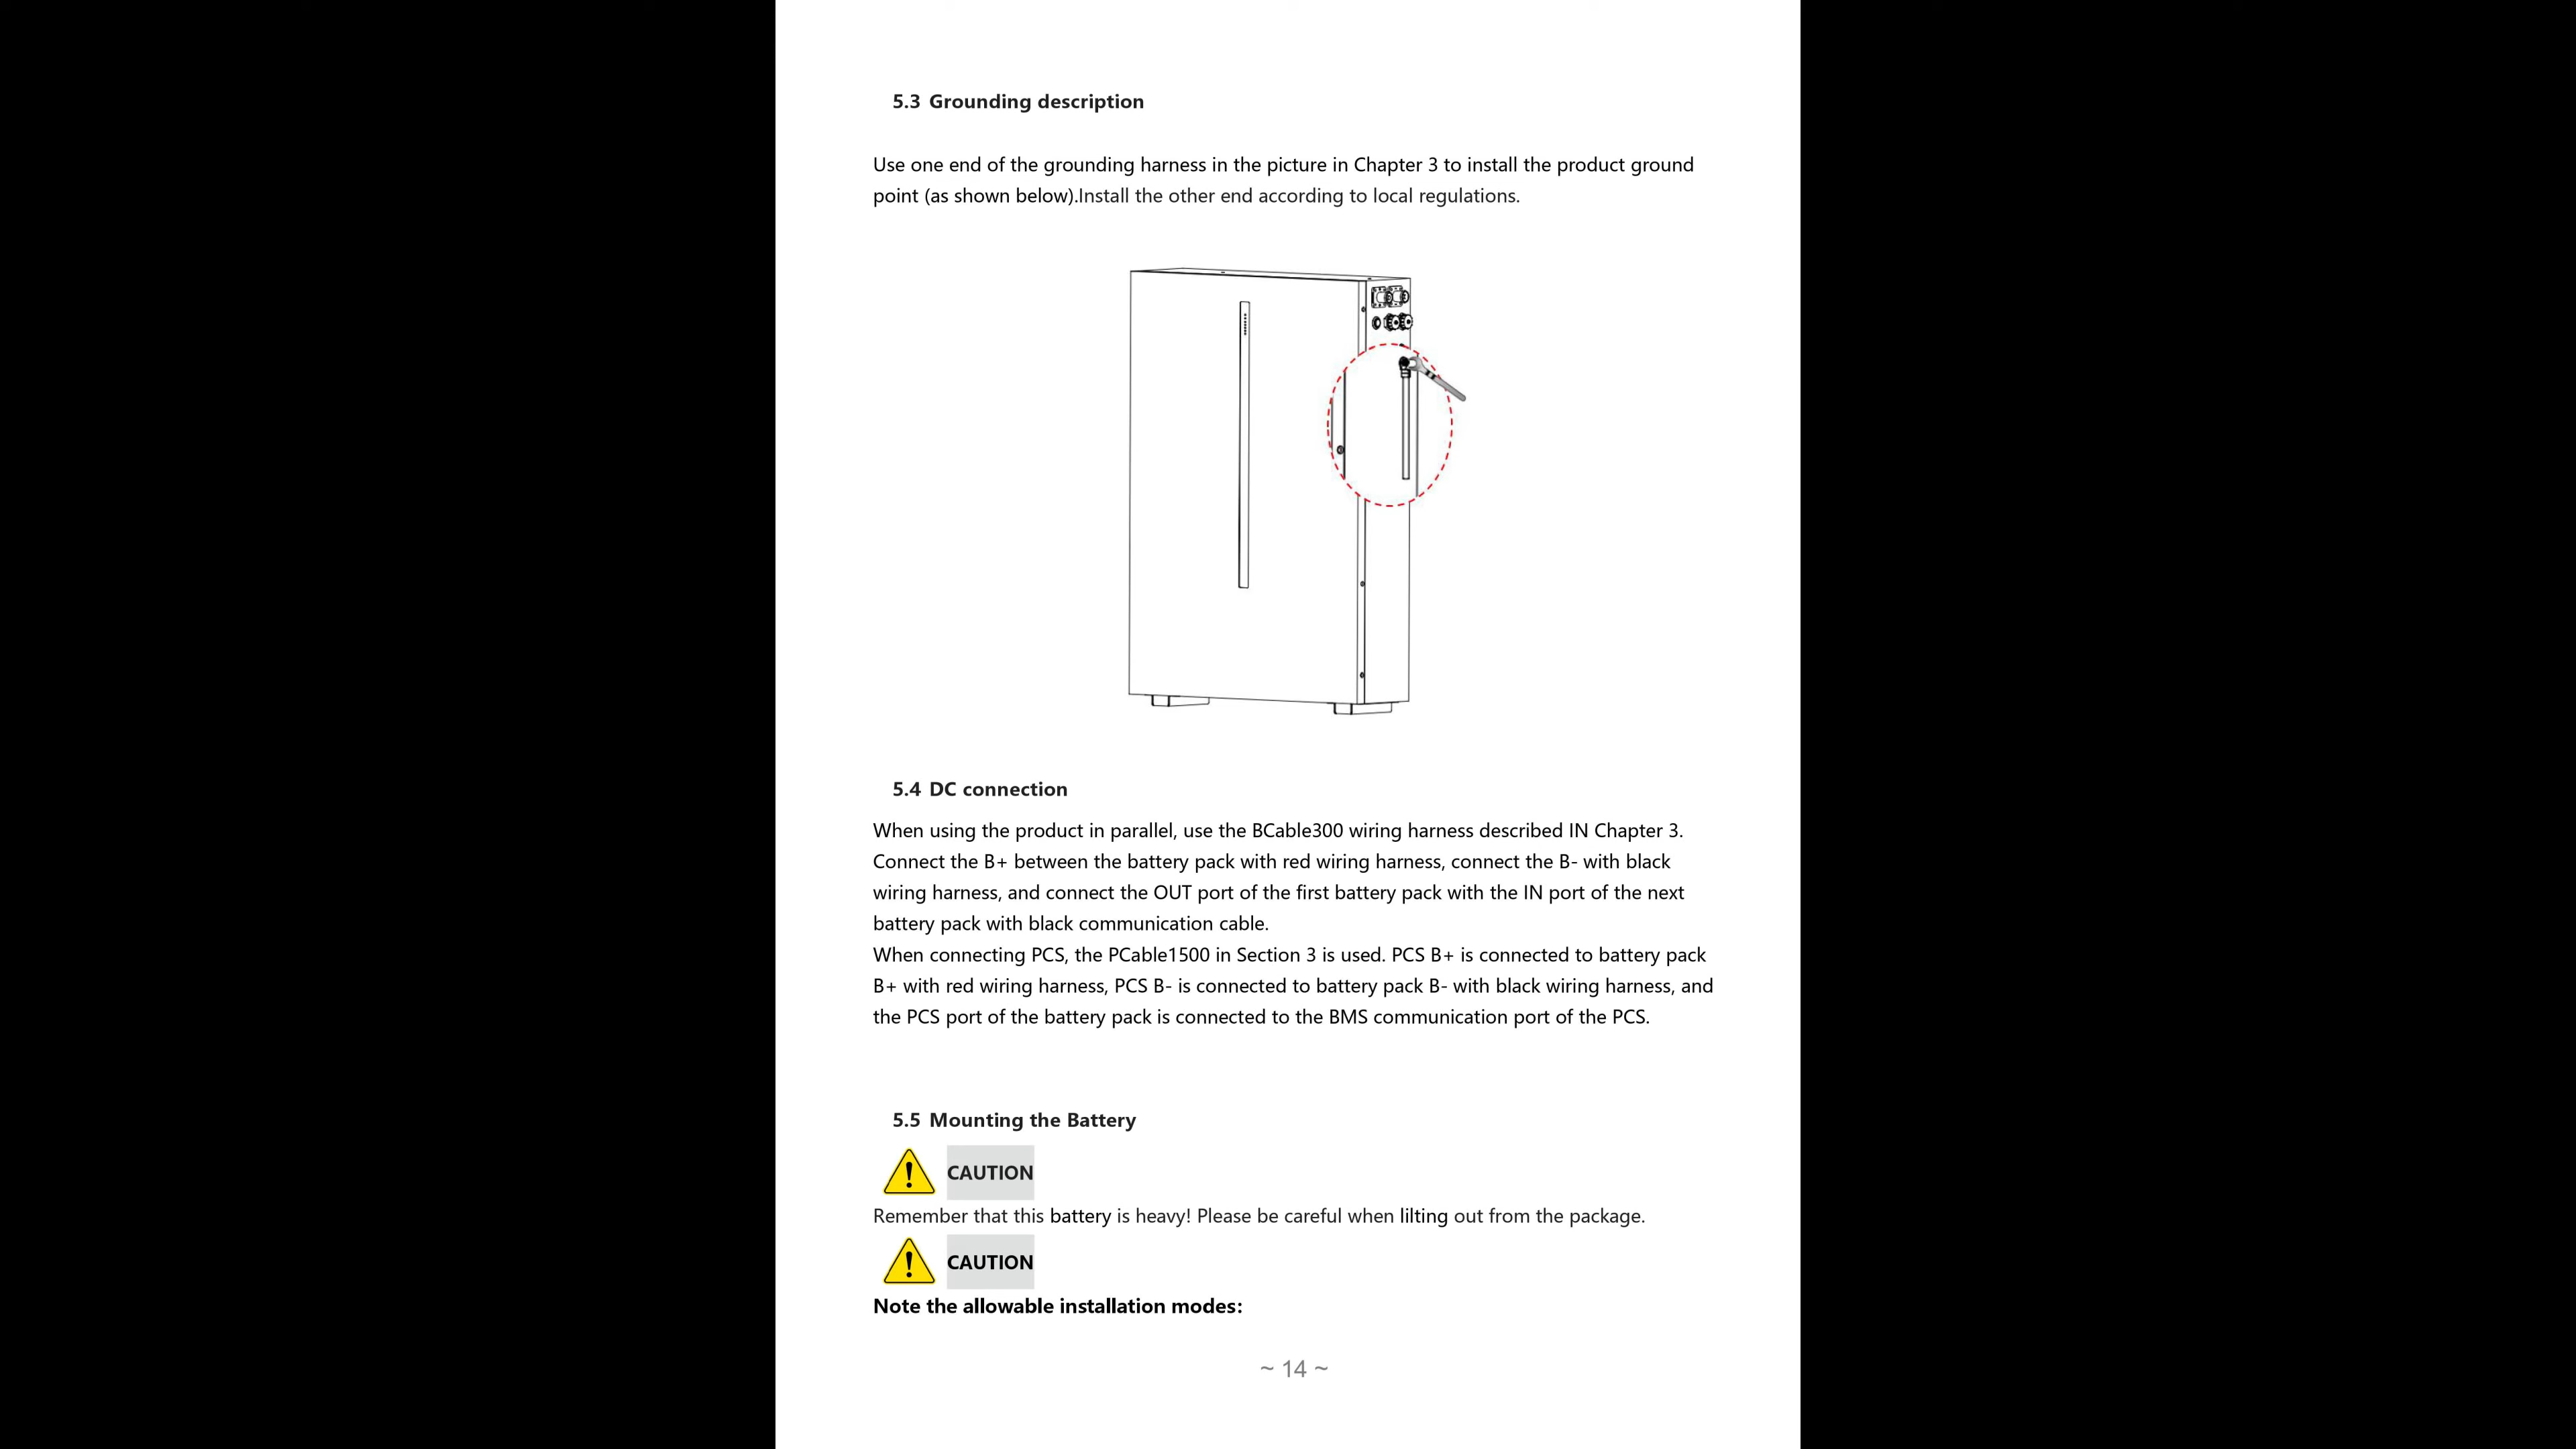 5.3 Grounding description
Use one end of the grounding harness in the picture in Chapter 3 to install the product ground
point (as shown below).Install the other end according to local regulations.
5.4 DC connection
When using the product in parallel, use the BCable300 wiring harness described IN Chapter 3.
Connect the B+ between the battery pack with red wiring harness, connect the B- with black
wiring harness, and connect the OUT port of the first battery pack with the IN port of the next
battery pack with black communication cable.
When connecting PCS, the PCable1500 in Section 3 is used. PCS B+ is connected to battery pack
B+ with red wiring harness, PCS B- is connected to battery pack B- with black wiring harness, and
the PCS port of the battery pack is connected to the BMS communication port of the PCS.
5.5 Mounting the Battery
CAUTION
Remember that this battery is heavy! Please be careful when lilting out from the package.
CAUTION
Note the allowable installation modes:
~ 14 ~